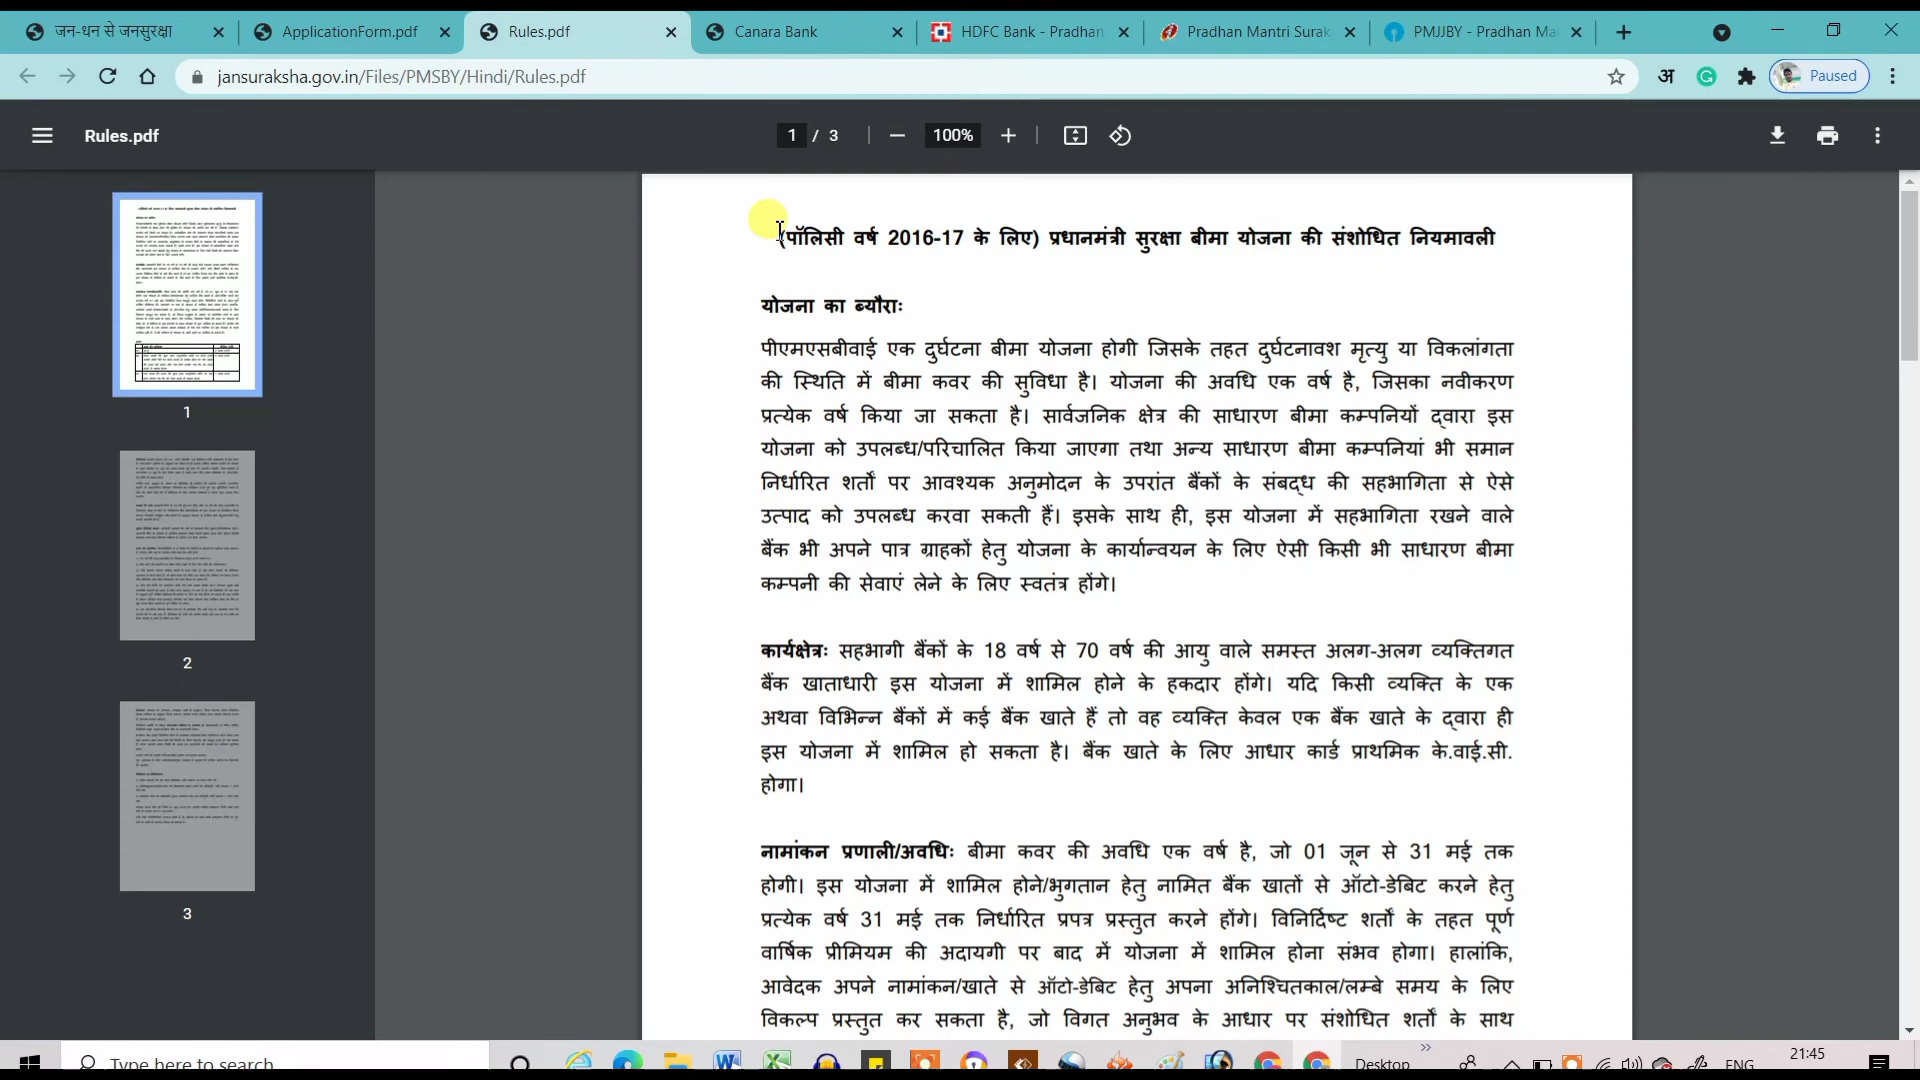 जन-धन से जनसुरक्षा
ApplicationForm.pdf
Rules.pdf
Canara Bank
HDFC Bank - Pradhan
Pradhan Mantri Surak
PMJJBY - Pradhan Ma
jansuraksha.gov.in/Files/PMSBY/Hindi/Rules.pdf
अ
Paused
Rules.pdf
1 / 3
100%
(पॉलिसी वर्ष 2016-17 के लिए) प्रधानमंत्री सुरक्षा बीमा योजना की संशोधित नियमावली
योजना का ब्यौराः
पीएमएसबीवाई एक दुर्घटना बीमा योजना होगी जिसके तहत दुर्घटनावश मृत्यु या विकलांगता
की स्थिति में बीमा कवर की सुविधा है। योजना की अवधि एक वर्ष है, जिसका नवीकरण
प्रत्येक वर्ष किया जा सकता है। सार्वजनिक क्षेत्र की साधारण बीमा कम्पनियों द्वारा इस
योजना को उपलब्ध/परिचालित किया जाएगा तथा अन्य साधारण बीमा कम्पनियां भी समान
निर्धारित शर्तों पर आवश्यक अनुमोदन के उपरांत बैंकों के संबद्ध की सहभागिता से ऐसे
उत्पाद को उपलब्ध करवा सकती हैं। इसके साथ ही, इस योजना में सहभागिता रखने वाले
बैंक भी अपने पात्र ग्राहकों हेतु योजना के कार्यान्वयन के लिए ऐसी किसी भी साधारण बीमा
कम्पनी की सेवाएं लेने के लिए स्वतंत्र होंगे।
कार्यक्षेत्रः सहभागी बैंकों के 18 वर्ष से 70 वर्ष की आयु वाले समस्त अलग-अलग व्यक्तिगत
बैंक खाताधारी इस योजना में शामिल होने के हकदार होंगे। यदि किसी व्यक्ति के एक
अथवा विभिन्न बैंकों में कई बैंक खाते हैं तो वह व्यक्ति केवल एक बैंक खाते के द्वारा ही
इस योजना में शामिल हो सकता है। बैंक खाते के लिए आधार कार्ड प्राथमिक के.वाई.सी.
होगा।
नामांकन प्रणाली/अवधिः बीमा कवर की अवधि एक वर्ष है, जो 01 जून से 31 मई तक
होगी। इस योजना में शामिल होने/भुगतान हेतु नामित बैंक खातों से ऑटो-डेबिट करने हेतु
प्रत्येक वर्ष 31 मई तक निर्धारित प्रपत्र प्रस्तुत करने होंगे। विनिर्दिष्ट शर्तों के तहत पूर्ण
वार्षिक प्रीमियम की अदायगी पर बाद में योजना में शामिल होना संभव होगा। हालांकि,
आवेदक अपने नामांकन/खाते से ऑटो-डेबिट हेतु अपना अनिश्चितकाल/लम्बे समय के लिए
विकल्प प्रस्तुत कर सकता है, जो विगत अनुभव के आधार पर संशोधित शर्तों के साथ
1
2
3
Type here to search
Desktop
ENG
21:45